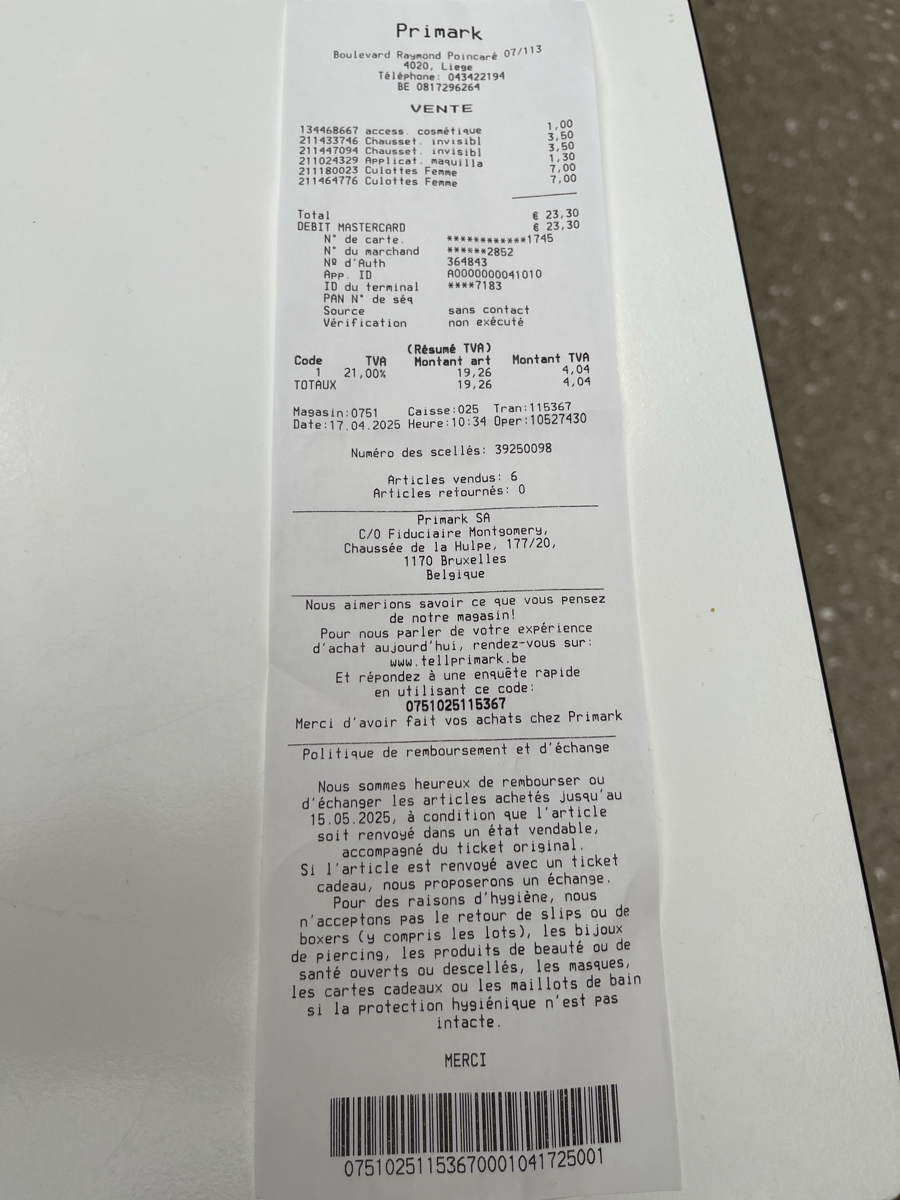 Primark
Boulevard Raymond Poincaré 07/113
4020, Liege
Téléphone: 043422194
BE 0817296264
VENTE
134468667 access. cosmétique 1,00
211433746 Chausset. invisibl 3,50
211447094 Chausset. invisibl 3,50
211024329 Applicat. maquilla 1,30
211180023 Culottes Femme 7,00
211464776 Culottes Femme 7,00
Total € 23,30
DEBIT MASTERCARD € 23,30
N° de carte. ************1745
N° du marchand ******2852
Nº d'Auth 364843
App. ID A0000000041010
ID du terminal ****7183
PAN N° de séq
Source sans contact
Vérification non exécuté
(Résumé TVA)
Code TVA Montant art Montant TVA
1 21,00% 19,26 4,04
TOTAUX 19,26 4,04
Magasin:0751 Caisse:025 Tran:115367
Date:17.04.2025 Heure:10:34 Oper:10527430
Numéro des scellés: 39250098
Articles vendus: 6
Articles retournés: 0
Primark SA
C/O Fiduciaire Montgomery,
Chaussée de la Hulpe, 177/20,
1170 Bruxelles
Belgique
Nous aimerions savoir ce que vous pensez
de notre magasin!
Pour nous parler de votre expérience
d'achat aujourd'hui, rendez-vous sur:
www.tellprimark.be
Et répondez à une enquête rapide
en utilisant ce code:
0751025115367
Merci d'avoir fait vos achats chez Primark
Politique de remboursement et d'échange
Nous sommes heureux de rembourser ou
d'échanger les articles achetés jusqu'au
15.05.2025, à condition que l'article
soit renvoyé dans un état vendable,
accompagné du ticket original.
Si l'article est renvoyé avec un ticket
cadeau, nous proposerons un échange.
Pour des raisons d'hygiène, nous
n'acceptons pas le retour de slips ou de
boxers (y compris les lots), les bijoux
de piercing, les produits de beauté ou de
santé ouverts ou descellés, les masques,
les cartes cadeaux ou les maillots de bain
si la protection hygiénique n'est pas
intacte.
MERCI
07510251153670001041725001